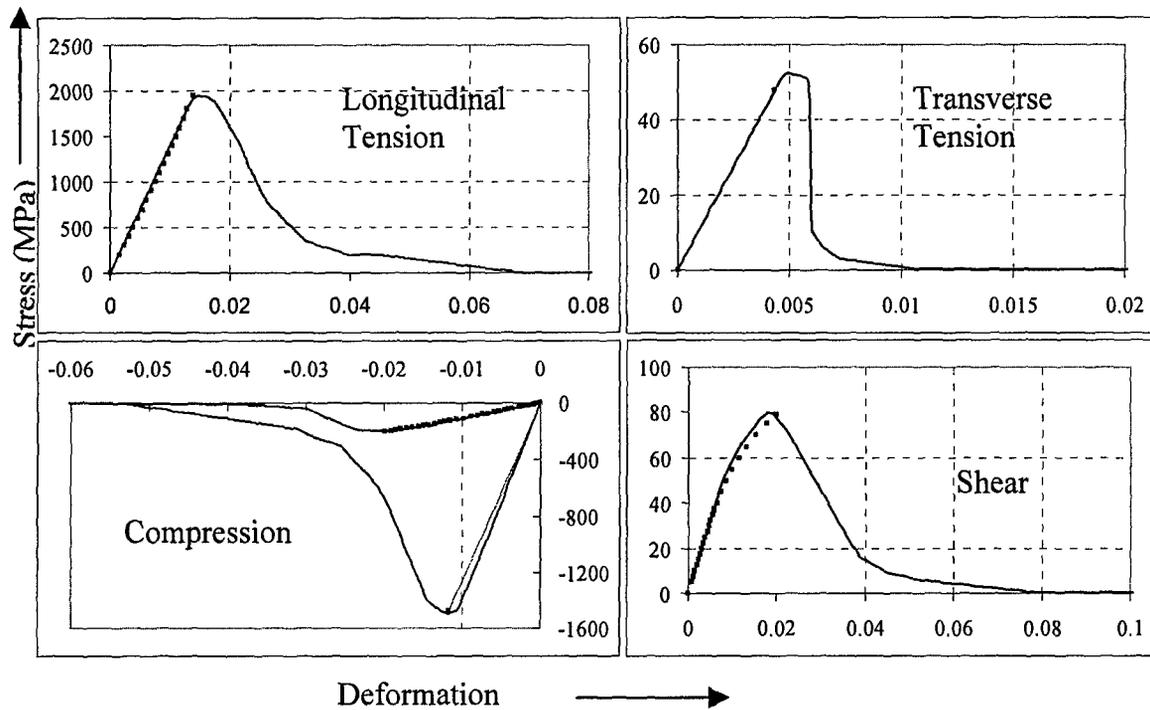 Stress (MPa)
2500
2000
1500
1000
500
0
Longitudinal
Tension
0 0.02 0.04 0.06 0.08
60
40
20
0
Transverse
Tension
0 0.005 0.01 0.015 0.02
-0.06 -0.05 -0.04 -0.03 -0.02 -0.01 0
0
-400
-800
-1200
-1600
Compression
100
80
60
40
20
0
Shear
0 0.02 0.04 0.06 0.08 0.1
Deformation